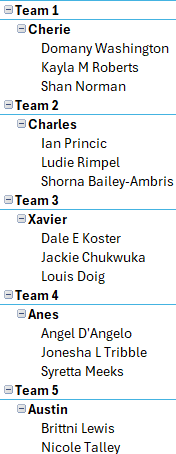 Team 1
Cherie
Domany Washington
Kayla M Roberts
Shan Norman
Team 2
Charles
Ian Princic
Ludie Rimpel
Shorna Bailey-Ambris
Team 3
Xavier
Dale E Koster
Jackie Chukwuka
Louis Doig
Team 4
Anes
Angel D'Angelo
Jonesha L Tribble
Syretta Meeks
Team 5
Austin
Brittni Lewis
Nicole Talley